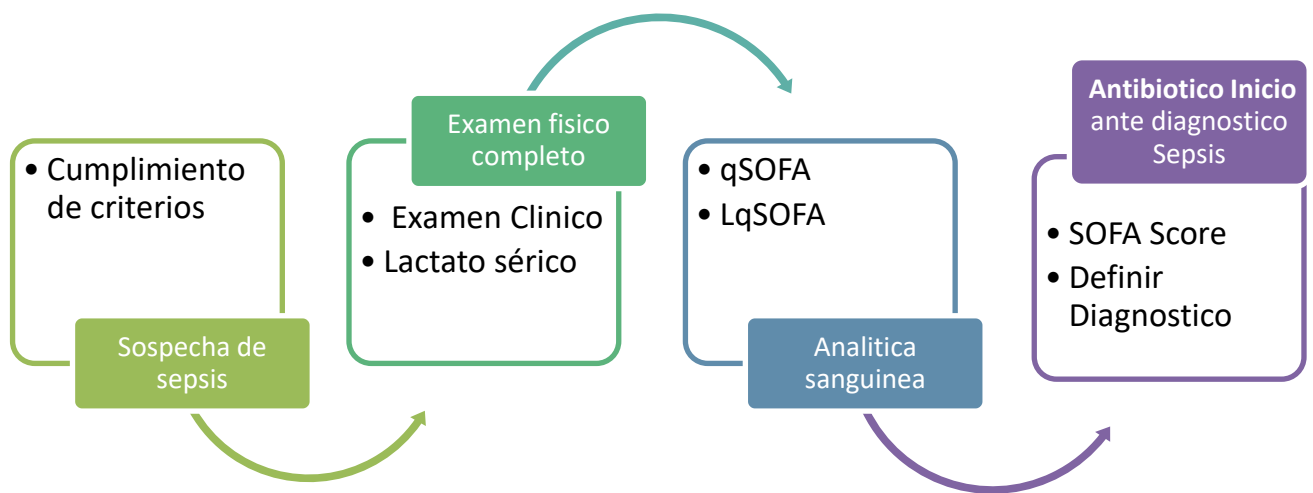 • Cumplimiento
de criterios
Sospecha de
sepsis
Examen fisico
completo
• Examen Clinico
• Lactato sérico
• qSOFA
• LqSOFA
Analitica
sanguinea
Antibiotico Inicio
ante diagnostico
Sepsis
• SOFA Score
• Definir
Diagnostico